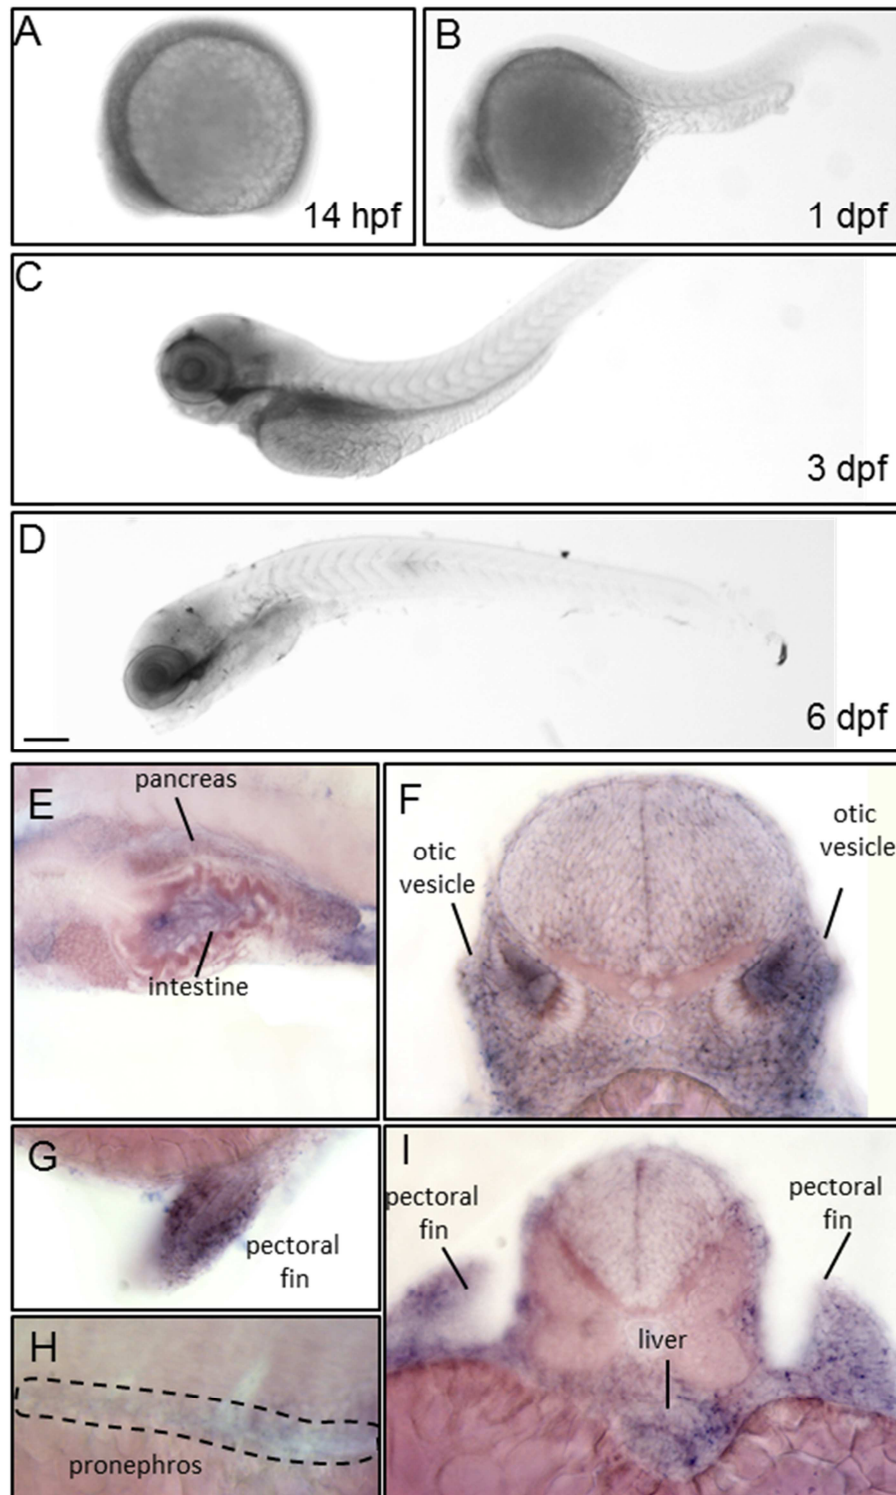 A
14 hpf
B
1 dpf
C
3 dpf
D
6 dpf
E
pancreas
intestine
F
otic
vesicle
otic
vesicle
G
pectoral
fin
H
pronephros
I
pectoral
fin
pectoral
fin
liver